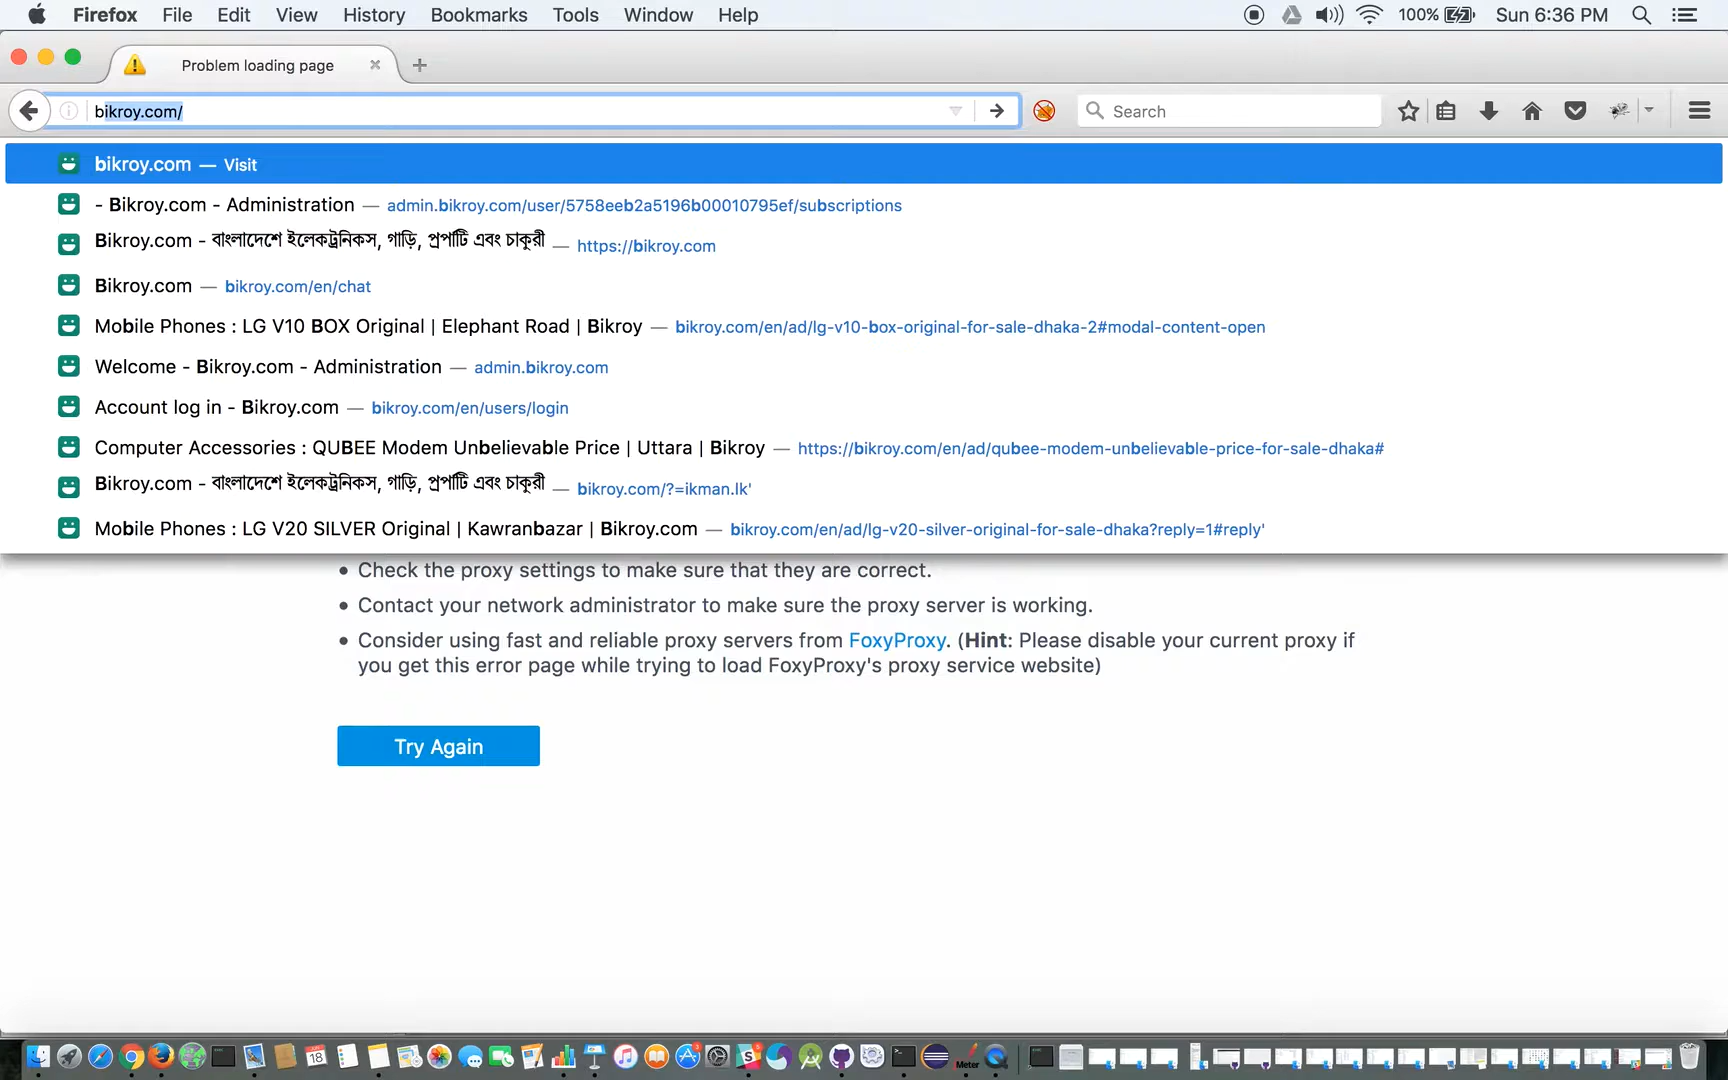 Firefox File Edit View History Bookmarks Tools Window Help 100% Sun 6:36 PM
Problem loading page
bikroy.com/ Search
bikroy.com — Visit
- Bikroy.com - Administration — admin.bikroy.com/user/5758eeb2a5196b00010795ef/subscriptions
Bikroy.com - বাংলাদেশে ইলেকট্রনিকস, গাড়ি, প্রপার্টি এবং চাকুরী — https://bikroy.com
Bikroy.com — bikroy.com/en/chat
Mobile Phones : LG V10 BOX Original | Elephant Road | Bikroy — bikroy.com/en/ad/lg-v10-box-original-for-sale-dhaka-2#modal-content-open
Welcome - Bikroy.com - Administration — admin.bikroy.com
Account log in - Bikroy.com — bikroy.com/en/users/login
Computer Accessories : QUBEE Modem Unbelievable Price | Uttara | Bikroy — https://bikroy.com/en/ad/qubee-modem-unbelievable-price-for-sale-dhaka#
Bikroy.com - বাংলাদেশে ইলেকট্রনিকস, গাড়ি, প্রপার্টি এবং চাকুরী — bikroy.com/?=ikman.lk'
Mobile Phones : LG V20 SILVER Original | Kawranbazar | Bikroy.com — bikroy.com/en/ad/lg-v20-silver-original-for-sale-dhaka?reply=1#reply'
• Check the proxy settings to make sure that they are correct.
• Contact your network administrator to make sure the proxy server is working.
• Consider using fast and reliable proxy servers from FoxyProxy. (Hint: Please disable your current proxy if
you get this error page while trying to load FoxyProxy's proxy service website)
Try Again
18
Meter